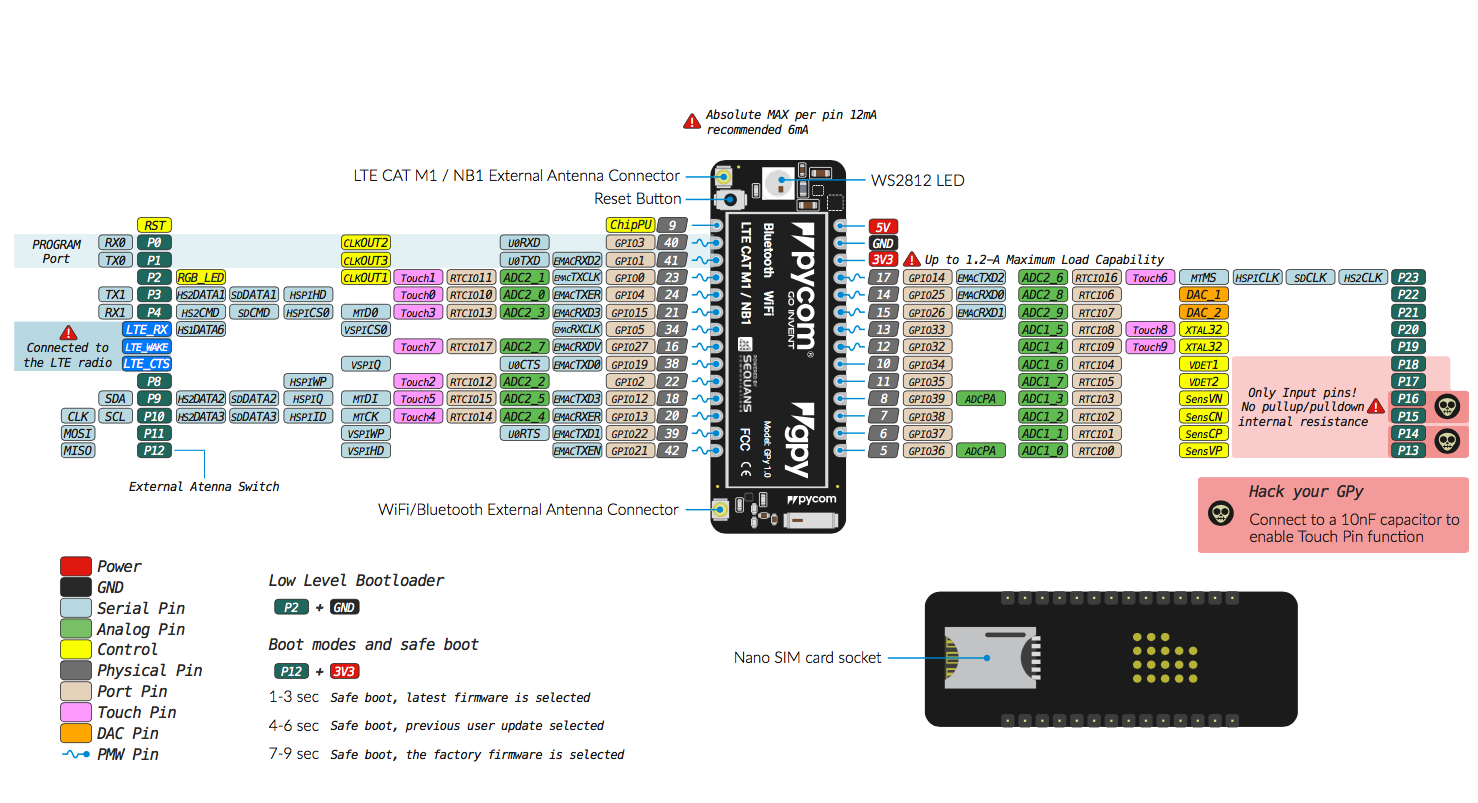 Absolute MAX per pin 12mA
recommended 6mA
LTE CAT M1 / NB1 External Antenna Connector
WS2812 LED
Reset Button
RST ChipPU 9 5V
PROGRAM
Port
RX0 P0 CLKOUT2 U0RXD GPIO3 40 GND
TX0 P1 CLKOUT3 U0TXD EMACRXD2 GPIO1 41 3V3 Up to 1.2-A Maximum Load Capability
P2 RGB_LED CLKOUT1 Touch1 RTCIO11 ADC2_1 EMACTXCLK GPIO0 23 17 GPIO14 EMACTXD2 ADC2_6 RTCIO16 Touch6 MTMS HSPICLK SDCLK HS2CLK P23
TX1 P3 HS2DATA1 SDDATA1 HSPIHD Touch0 RTCIO10 ADC2_0 EMACTXER GPIO4 24 14 GPIO25 EMACRXD0 ADC2_8 RTCIO6 DAC_1 P22
RX1 P4 HS2CMD SDCMD HSPICS0 MTDO Touch3 RTCIO13 ADC2_3 EMACRXD3 GPIO15 21 15 GPIO26 EMACRXD1 ADC2_9 RTCIO7 DAC_2 P21
LTE_RX HS1DATA6 VSPICS0 EMACRXCLK GPIO5 34 13 GPIO33 ADC1_5 RTCIO8 Touch8 XTAL32 P20
Connected to
the LTE radio
LTE_WAKE Touch7 RTCIO17 ADC2_7 EMACRXDV GPIO27 16 12 GPIO32 ADC1_4 RTCIO9 Touch9 XTAL32 P19
LTE_CTS VSPIQ U0CTS EMACTXD0 GPIO19 38 10 GPIO34 ADC1_6 RTCIO4 VDET1 P18
P8 HSPIWP Touch2 RTCIO12 ADC2_2 GPIO2 22 11 GPIO35 ADC1_7 RTCIO5 VDET2 P17
SDA P9 HS2DATA2 SDDATA2 HSPIQ MTDI Touch5 RTCIO15 ADC2_5 EMACTXD3 GPIO12 18 8 GPIO39 ADCPA ADC1_3 RTCIO3 SensVN P16
CLK SCL P10 HS2DATA3 SDDATA3 HSPIID MTCK Touch4 RTCIO14 ADC2_4 EMACRXER GPIO13 20 7 GPIO38 ADC1_2 RTCIO2 SensCN P15
MOSI P11 VSPIWP U0RTS EMACTXD1 GPIO22 39 6 GPIO37 ADC1_1 RTCIO1 SensCP P14
MISO P12 VSPIHD EMACTXEN GPIO21 42 5 GPIO36 ADCPA ADC1_0 RTCIO0 SensVP P13
Only Input pins!
No pullup/pulldown
internal resistance
Bluetooth WiFi
LTE CAT M1 / NB1
pycom®
GO INVENT
POWERED BY
SEQUANS
FCC CE
Model: GPy 1.0
gpy
pycom
External Atenna Switch
WiFi/Bluetooth External Antenna Connector
Hack your GPy
Connect to a 10nF capacitor to
enable Touch Pin function
Power
GND
Serial Pin
Analog Pin
Control
Physical Pin
Port Pin
Touch Pin
DAC Pin
PMW Pin
Low Level Bootloader
P2 + GND
Boot modes and safe boot
P12 + 3V3
1-3 sec Safe boot, latest firmware is selected
4-6 sec Safe boot, previous user update selected
7-9 sec Safe boot, the factory firmware is selected
Nano SIM card socket